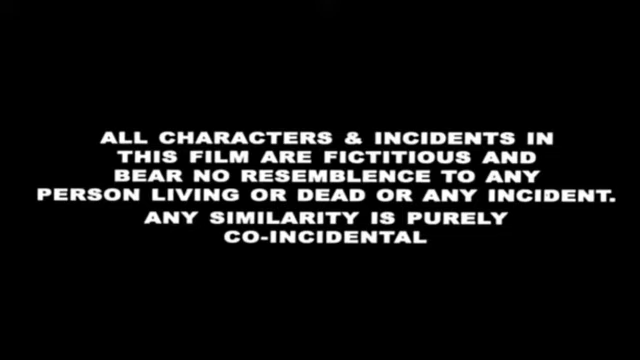 ALL CHARACTERS & INCIDENTS IN
THIS FILM ARE FICTITIOUS AND
BEAR NO RESEMBLENCE TO ANY
PERSON LIVING OR DEAD OR ANY INCIDENT.
ANY SIMILARITY IS PURELY
CO-INCIDENTAL